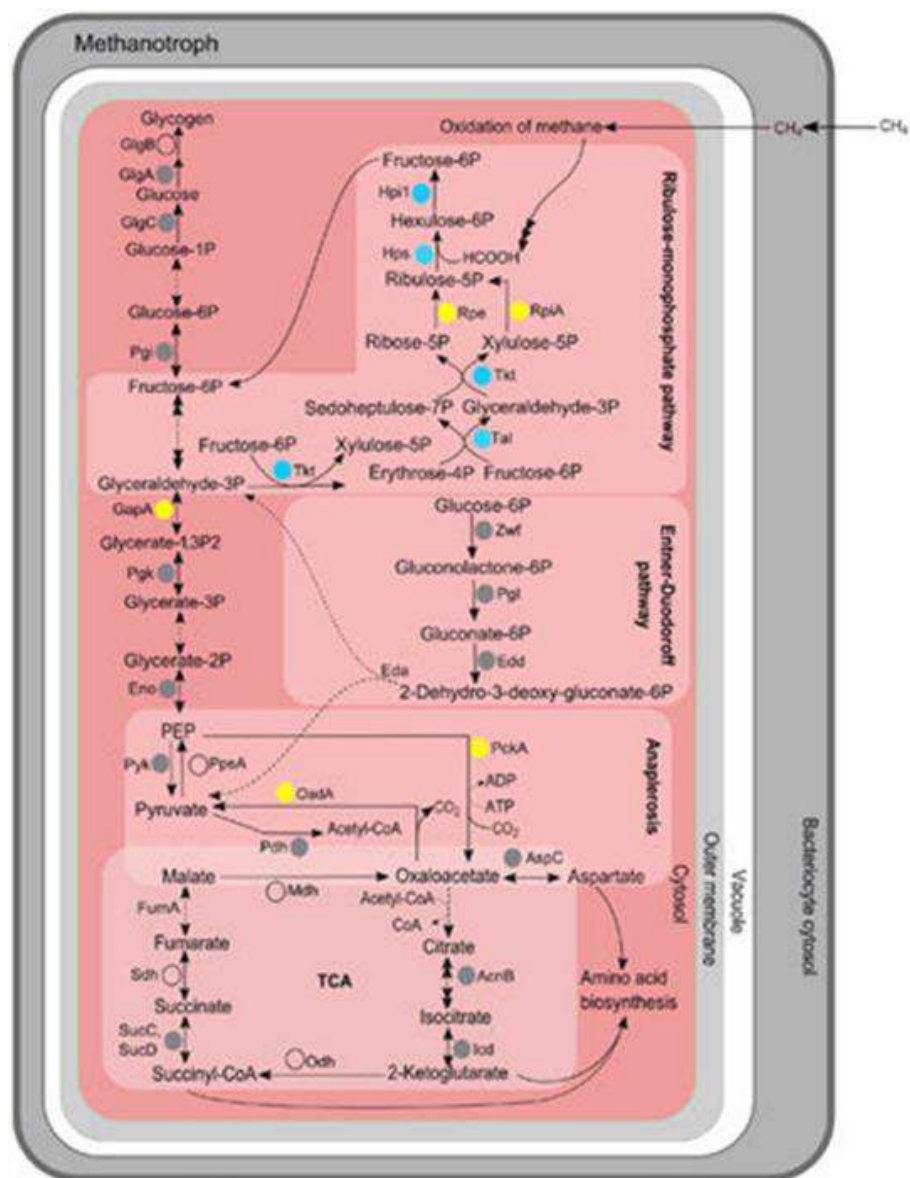 Methanotroph
Glycogen
GlgB
GlgA
Glucose
GlgC
Glucose-1P
Glucose-6P
Pgi
Fructose-6P
Glyceraldehyde-3P
GapA
Glycerate-1,3P2
Pgk
Glycerate-3P
Glycerate-2P
Eno
PEP
Pyk
PpsA
Pyruvate
Oxidation of methane
CH₄
CH₄
Fructose-6P
Hpi1
Hexulose-6P
Hps
HCOOH
Ribulose-5P
Rpe
RpiA
Ribose-5P
Xylulose-5P
Tkt
Sedoheptulose-7P
Glyceraldehyde-3P
Tal
Erythrose-4P
Fructose-6P
Ribulose-monophosphate pathway
Fructose-6P
Xylulose-5P
Tkt
Glucose-6P
Zwf
Gluconolactone-6P
Pgl
Gluconate-6P
Edd
Eda
2-Dehydro-3-deoxy-gluconate-6P
Entner-Duodoroff
pathway
PckA
ADP
ATP
CO₂
OadA
CO₂
Acetyl-CoA
Pdh
AspC
Anaplerosis
Malate
Mdh
Oxaloacetate
Aspartate
FumA
Acetyl-CoA
CoA
Fumarate
Citrate
Sdh
TCA
AcnB
Succinate
Isocitrate
SucC,
SucD
Icd
Succinyl-CoA
Odh
2-Ketoglutarate
Amino acid
biosynthesis
Cytosol
Outer membrane
Vacuole
Bacteriocyte cytosol